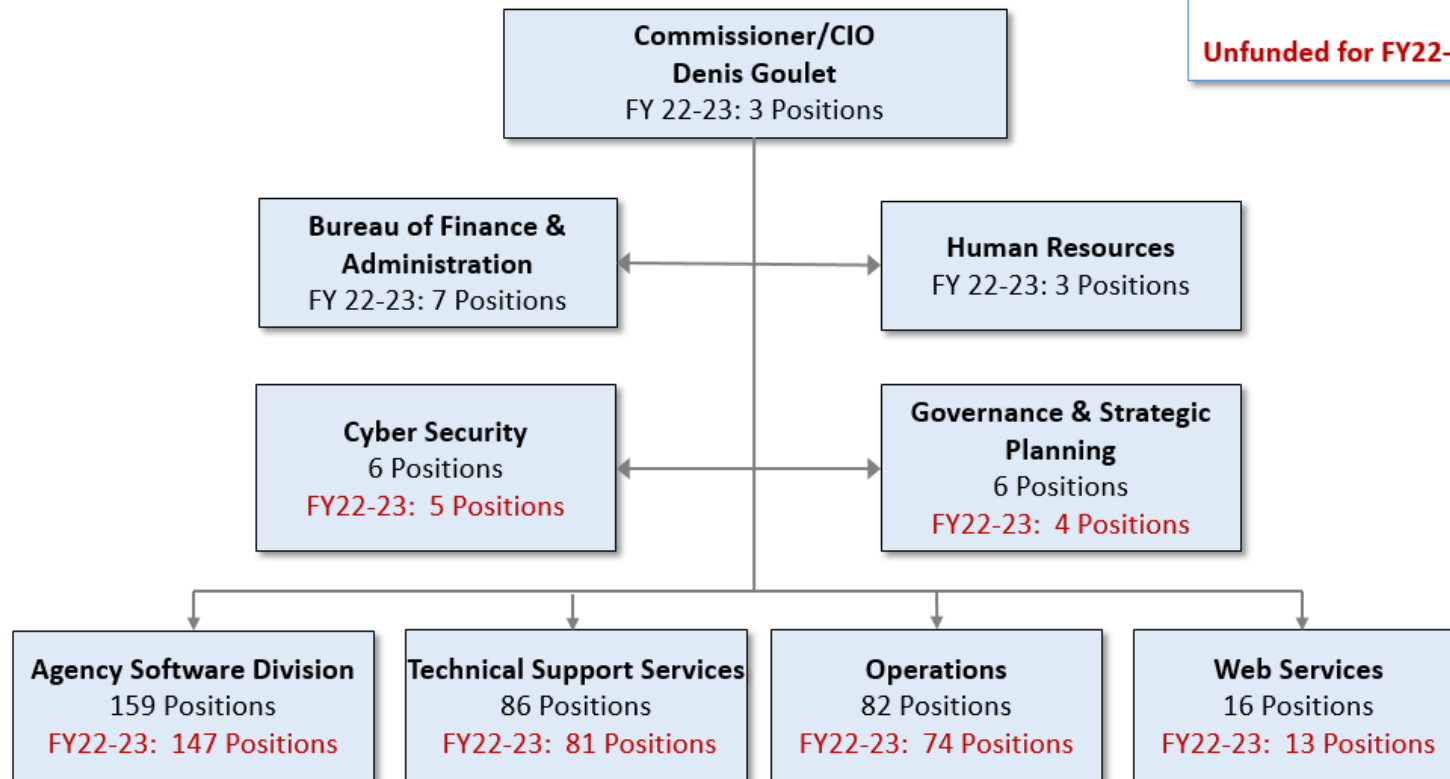 Commissioner/CIO
Denis Goulet
FY 22-23: 3 Positions
Unfunded for FY22-
Bureau of Finance &
Administration
FY 22-23: 7 Positions
Human Resources
FY 22-23: 3 Positions
Cyber Security
6 Positions
FY22-23:  5 Positions
Governance & Strategic
Planning
6 Positions
FY22-23:  4 Positions
Agency Software Division
159 Positions
FY22-23:  147 Positions
Technical Support Services
86 Positions
FY22-23:  81 Positions
Operations
82 Positions
FY22-23:  74 Positions
Web Services
16 Positions
FY22-23:  13 Positions